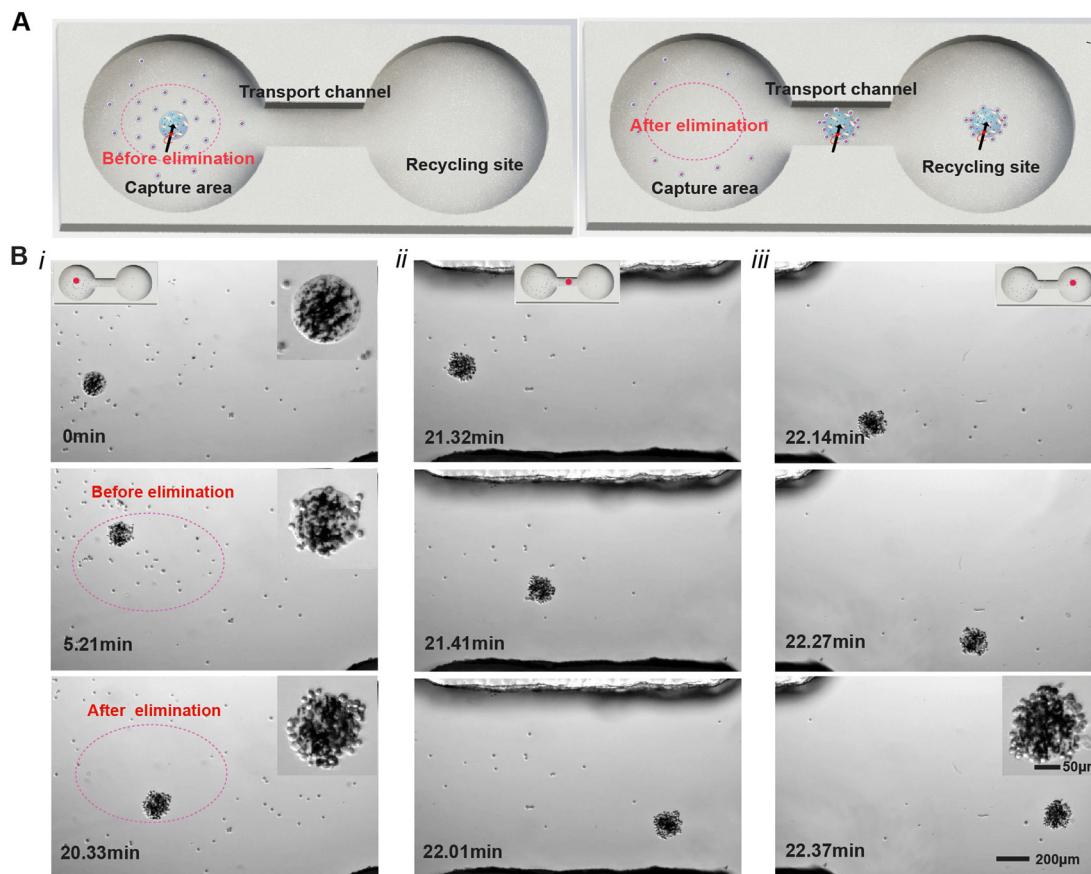 A
Transport channel
Before elimination
Capture area
Recycling site
Transport channel
After elimination
Capture area
Recycling site
B
i
ii
iii
0min
21.32min
22.14min
Before elimination
5.21min
21.41min
22.27min
After elimination
20.33min
22.01min
50μm
22.37min
200μm